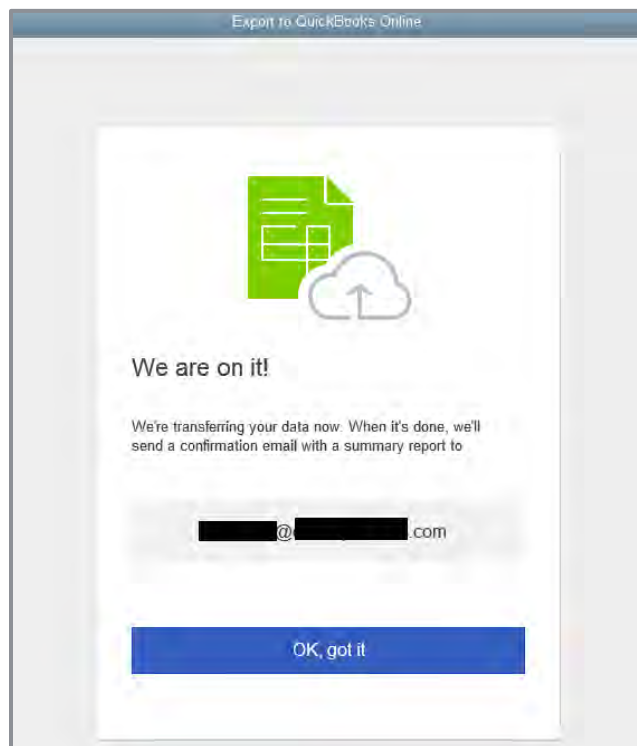 Export to QuickBooks Online
We are on it!
We're transferring your data now. When it's done, we'll
send a confirmation email with a summary report to
@ .com
OK, got it